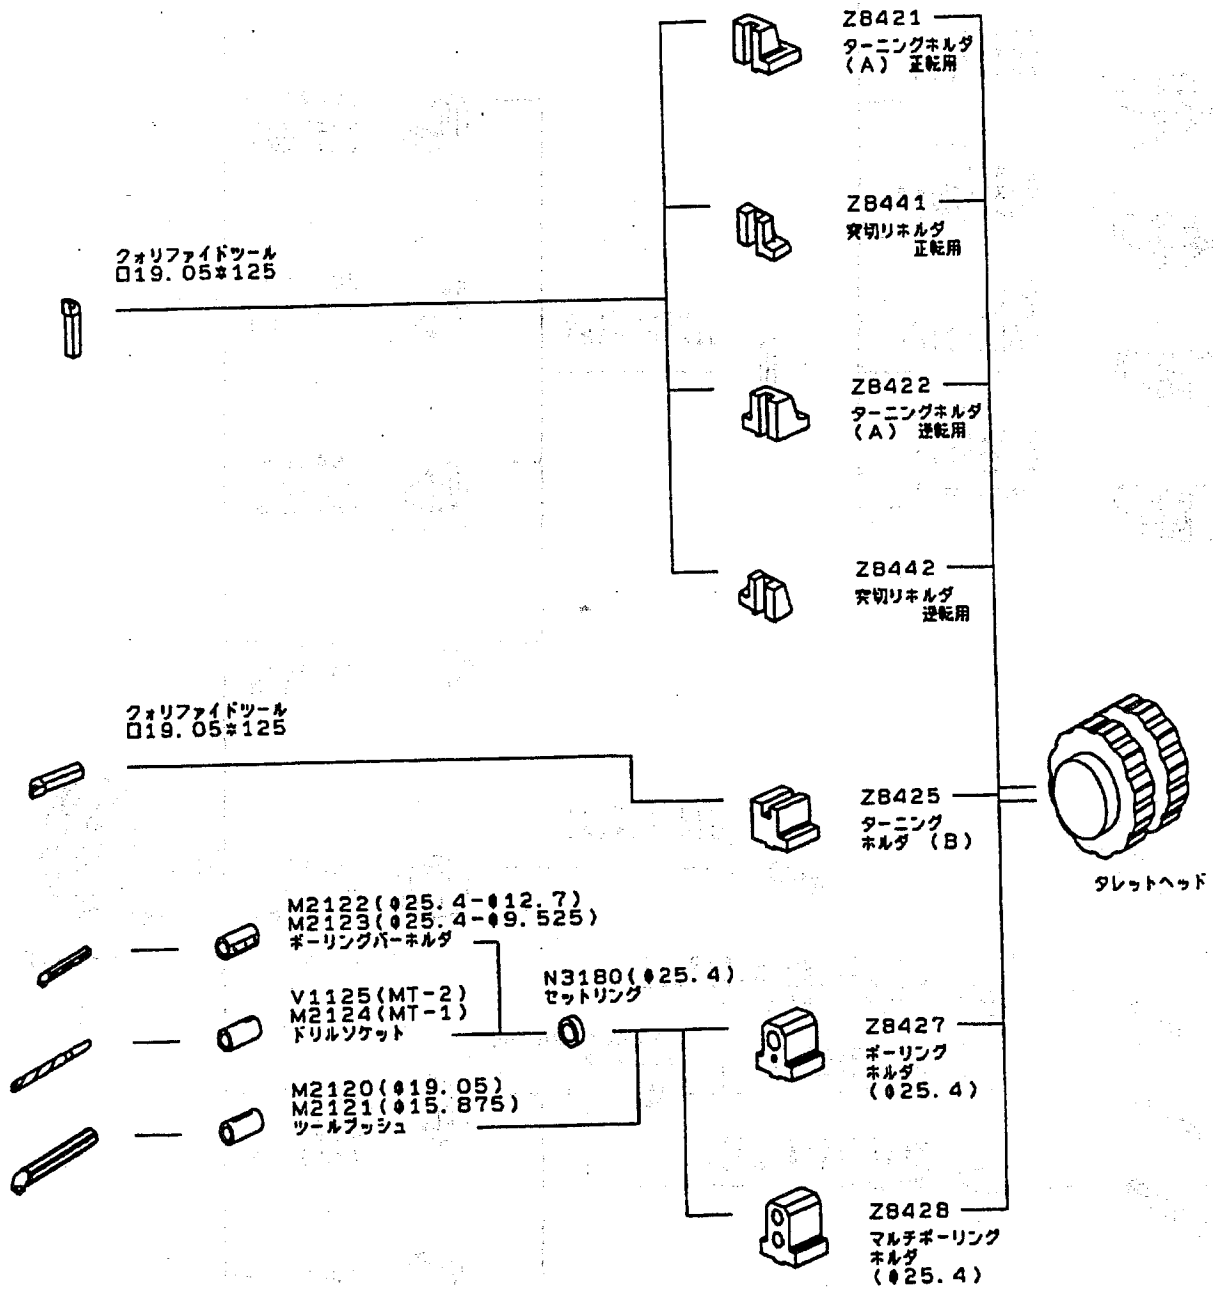 Z8421
ターニングホルダ
(A) 正転用
Z8441
突切りホルダ
正転用
クォリファイドツール
□19.05*125
Z8422
ターニングホルダ
(A) 逆転用
Z8442
突切りホルダ
逆転用
クォリファイドツール
□19.05*125
Z8425
ターニング
ホルダ (B)
タレットヘッド
M2122(φ25.4-φ12.7)
M2123(φ25.4-φ9.525)
ボーリングバーホルダ
N3180(φ25.4)
セットリング
V1125(MT-2)
M2124(MT-1)
ドリルソケット
Z8427
ボーリング
ホルダ
(φ25.4)
M2120(φ19.05)
M2121(φ15.875)
ツールブッシュ
Z8428
マルチボーリング
ホルダ
(φ25.4)